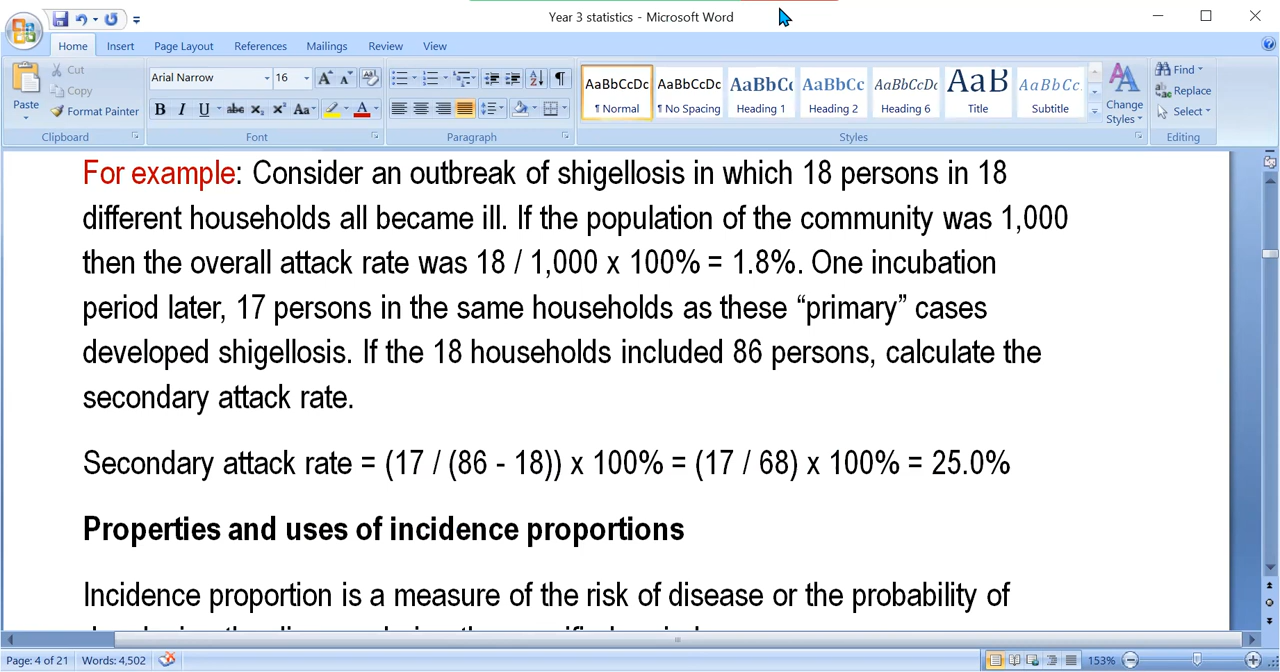 Year 3 statistics - Microsoft Word
Home Insert Page Layout References Mailings Review View
Paste
Cut
Copy
Format Painter
Clipboard
Arial Narrow 16
B I U abc X₂ X² Aa A
Font
Paragraph
AaBbCcDc AaBbCcDc AaBbCc AaBbCc AaBbCcDc AaB AaBbCc.
¶ Normal ¶ No Spacing Heading 1 Heading 2 Heading 6 Title Subtitle
Change
Styles
Styles
Find
Replace
Select
Editing
For example: Consider an outbreak of shigellosis in which 18 persons in 18
different households all became ill. If the population of the community was 1,000
then the overall attack rate was 18 / 1,000 x 100% = 1.8%. One incubation
period later, 17 persons in the same households as these “primary” cases
developed shigellosis. If the 18 households included 86 persons, calculate the
secondary attack rate.
Secondary attack rate = (17 / (86 - 18)) x 100% = (17 / 68) x 100% = 25.0%
Properties and uses of incidence proportions
Incidence proportion is a measure of the risk of disease or the probability of
Page: 4 of 21 Words: 4,502 153%